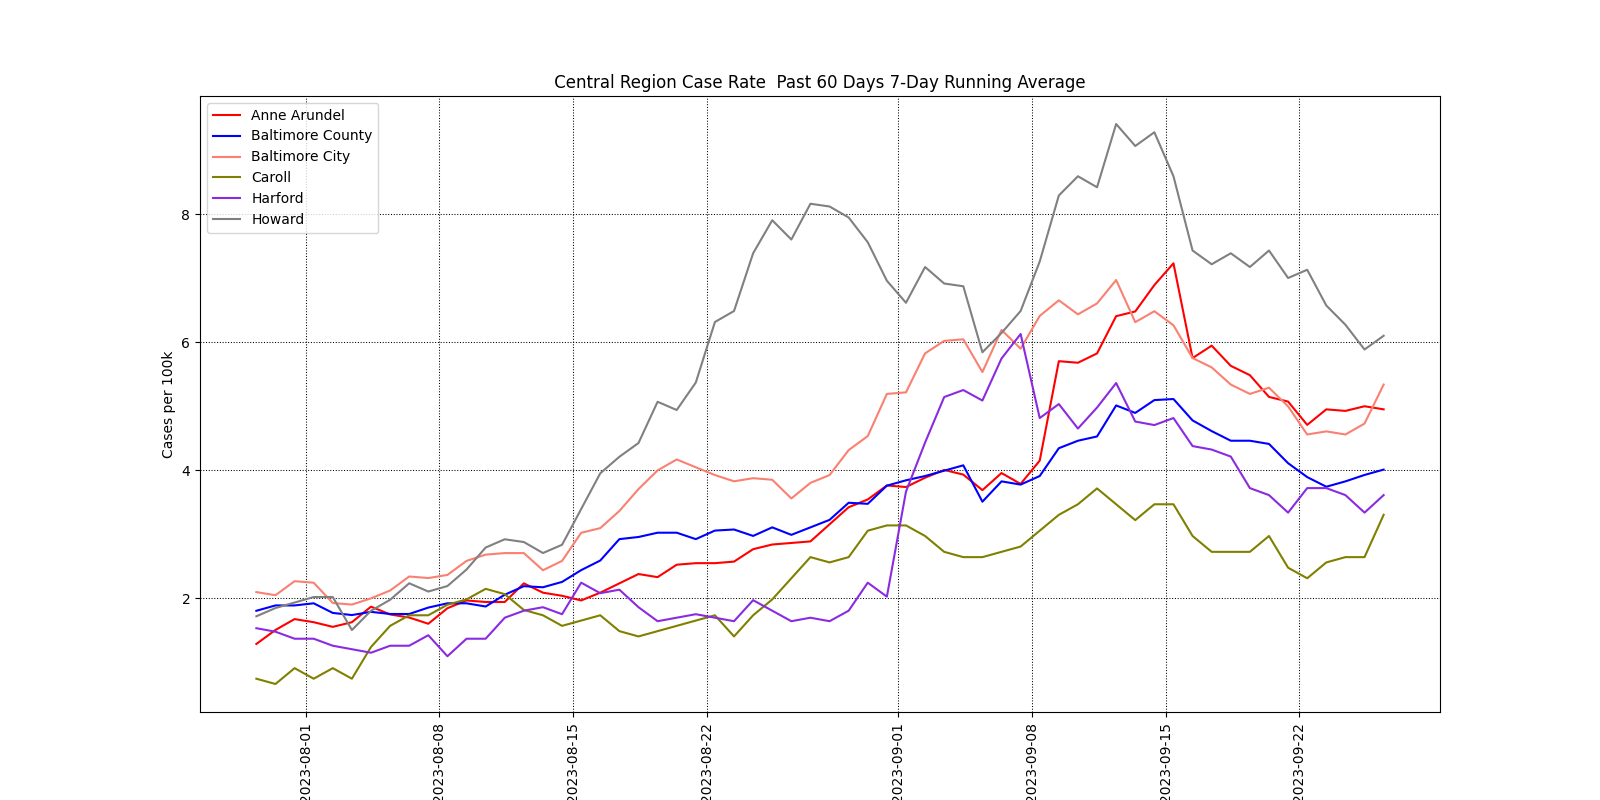 Central Region Case Rate  Past 60 Days 7-Day Running Average
Anne Arundel
Baltimore County
Baltimore City
Caroll
Harford
Howard
8
6
4
2
Cases per 100k
2023-08-01
2023-08-08
2023-08-15
2023-08-22
2023-09-01
2023-09-08
2023-09-15
2023-09-22